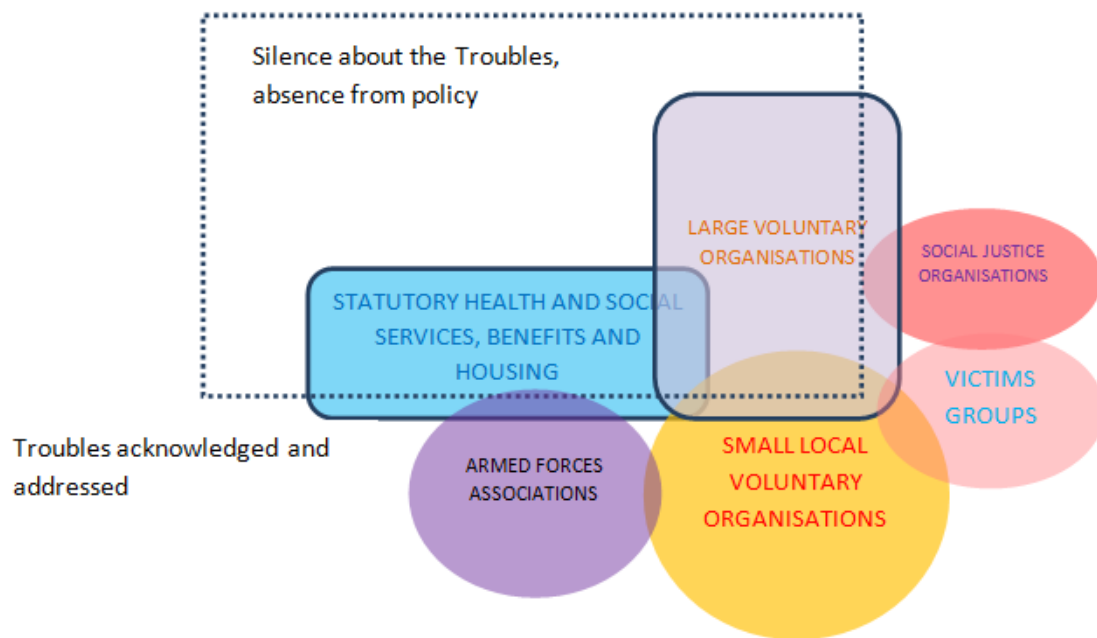 Silence about the Troubles,
absence from policy
LARGE VOLUNTARY
ORGANISATIONS
SOCIAL JUSTICE
ORGANISATIONS
STATUTORY HEALTH AND SOCIAL
SERVICES, BENEFITS AND
HOUSING
VICTIMS
GROUPS
Troubles acknowledged and
addressed
ARMED FORCES
ASSOCIATIONS
SMALL LOCAL
VOLUNTARY
ORGANISATIONS